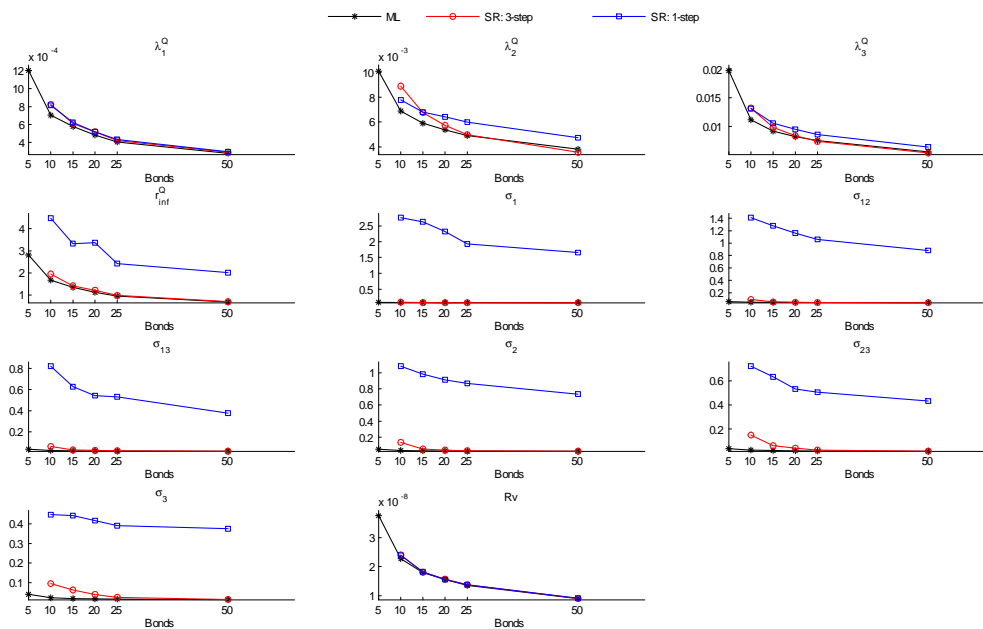 ML SR: 3-step SR: 1-step
λ₁^Q λ₂^Q λ₃^Q
x 10⁻⁴ x 10⁻³
12 10 8 6 4
10 8 6 4
0.02 0.015 0.01
5 10 15 20 25 50 5 10 15 20 25 50 5 10 15 20 25 50
Bonds Bonds Bonds
r_inf^Q σ₁ σ₁₂
4 3 2 1
2.5 2 1.5 1 0.5
1.4 1.2 1 0.8 0.6 0.4 0.2
5 10 15 20 25 50 5 10 15 20 25 50 5 10 15 20 25 50
Bonds Bonds Bonds
σ₁₃ σ₂ σ₂₃
0.8 0.6 0.4 0.2
1 0.8 0.6 0.4 0.2
0.6 0.4 0.2
5 10 15 20 25 50 5 10 15 20 25 50 5 10 15 20 25 50
Bonds Bonds Bonds
σ₃ Rv
x 10⁻⁸
0.4 0.3 0.2 0.1
3 2 1
5 10 15 20 25 50 5 10 15 20 25 50
Bonds Bonds